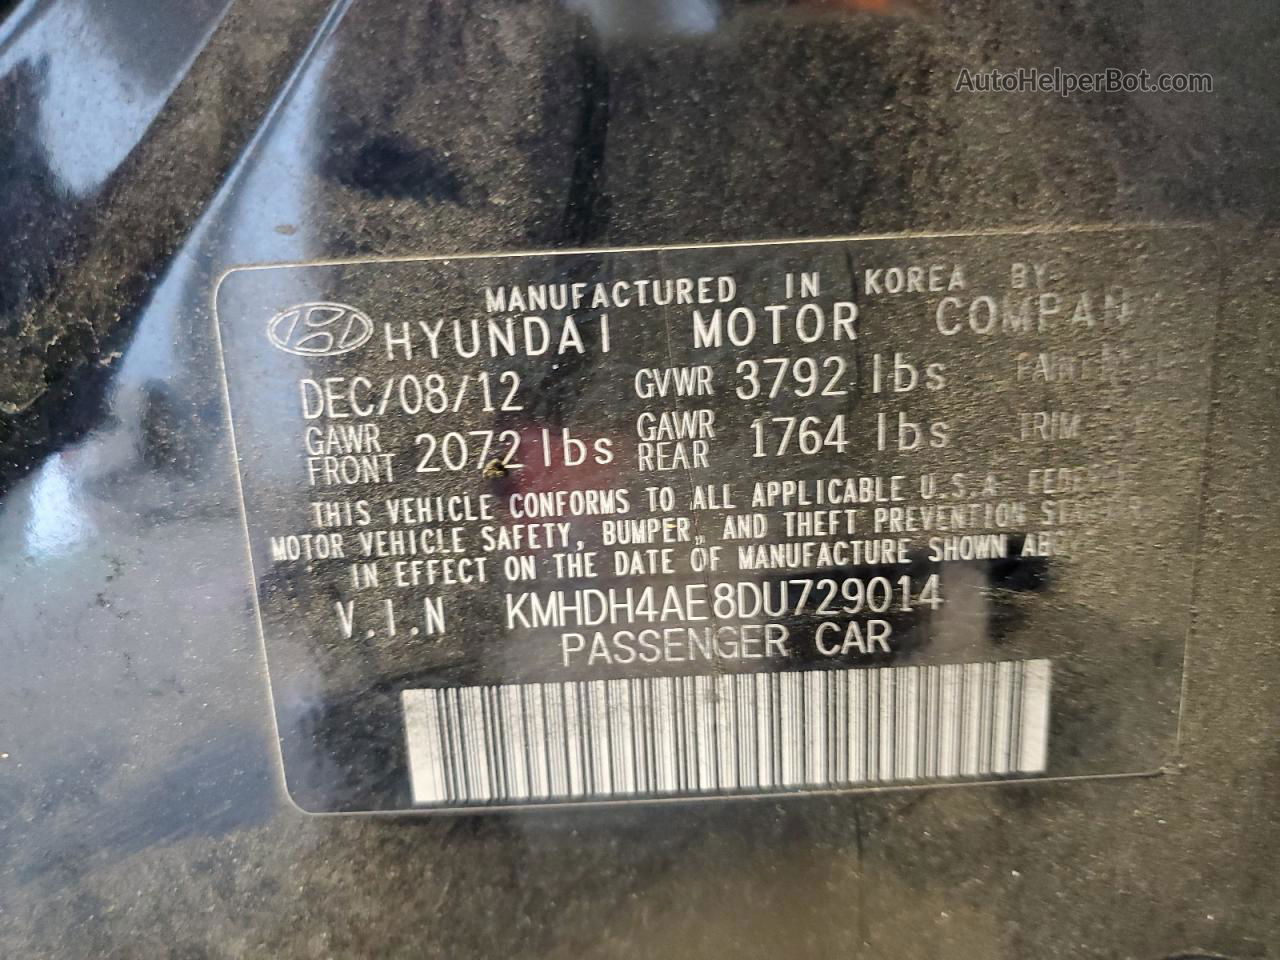 AutoHelperBot.com
MANUFACTURED IN KOREA BY
HYUNDAI MOTOR COMPAN
DEC/08/12 GVWR 3792 lbs
GAWR FRONT 2072 lbs GAWR REAR 1764 lbs TRIM
THIS VEHICLE CONFORMS TO ALL APPLICABLE U.S.A.
MOTOR VEHICLE SAFETY, BUMPER, AND THEFT PREVENTION
IN EFFECT ON THE DATE OF MANUFACTURE SHOWN
V.I.N KMHDH4AE8DU729014
PASSENGER CAR